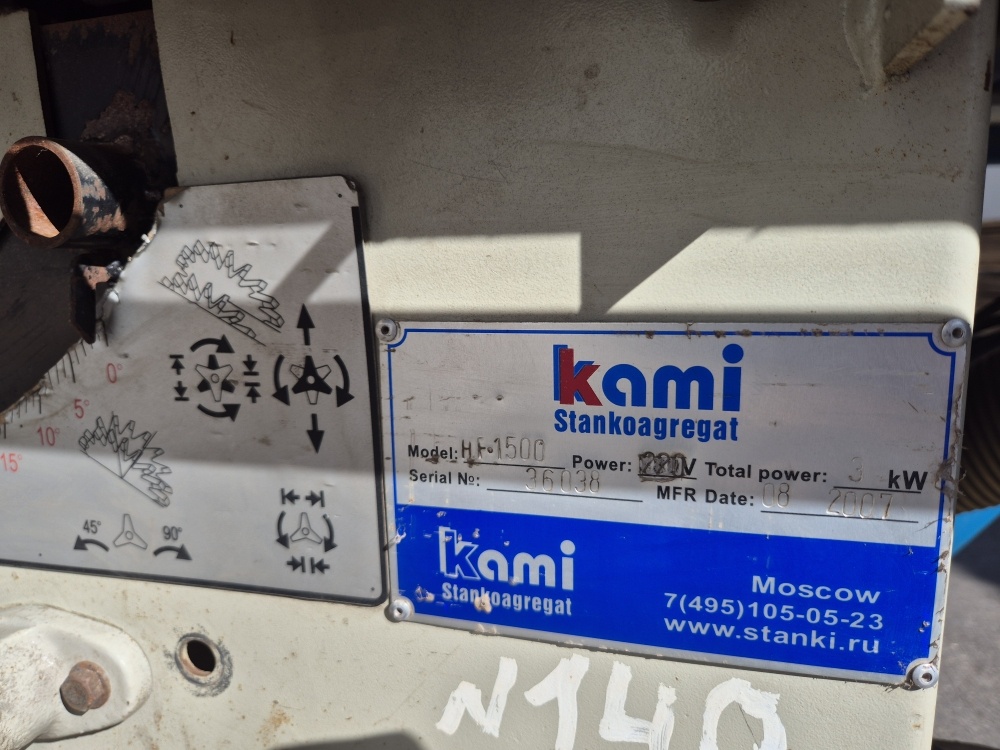 0°
5°
10°
15°
45° 90°
kami
Stankoagregat
Model: HF-1500 Power: V Total power: 3 kW
Serial №: 36038 MFR Date: 08 2007
kami
Stankoagregat
Moscow
7(495)105-05-23
www.stanki.ru
N140